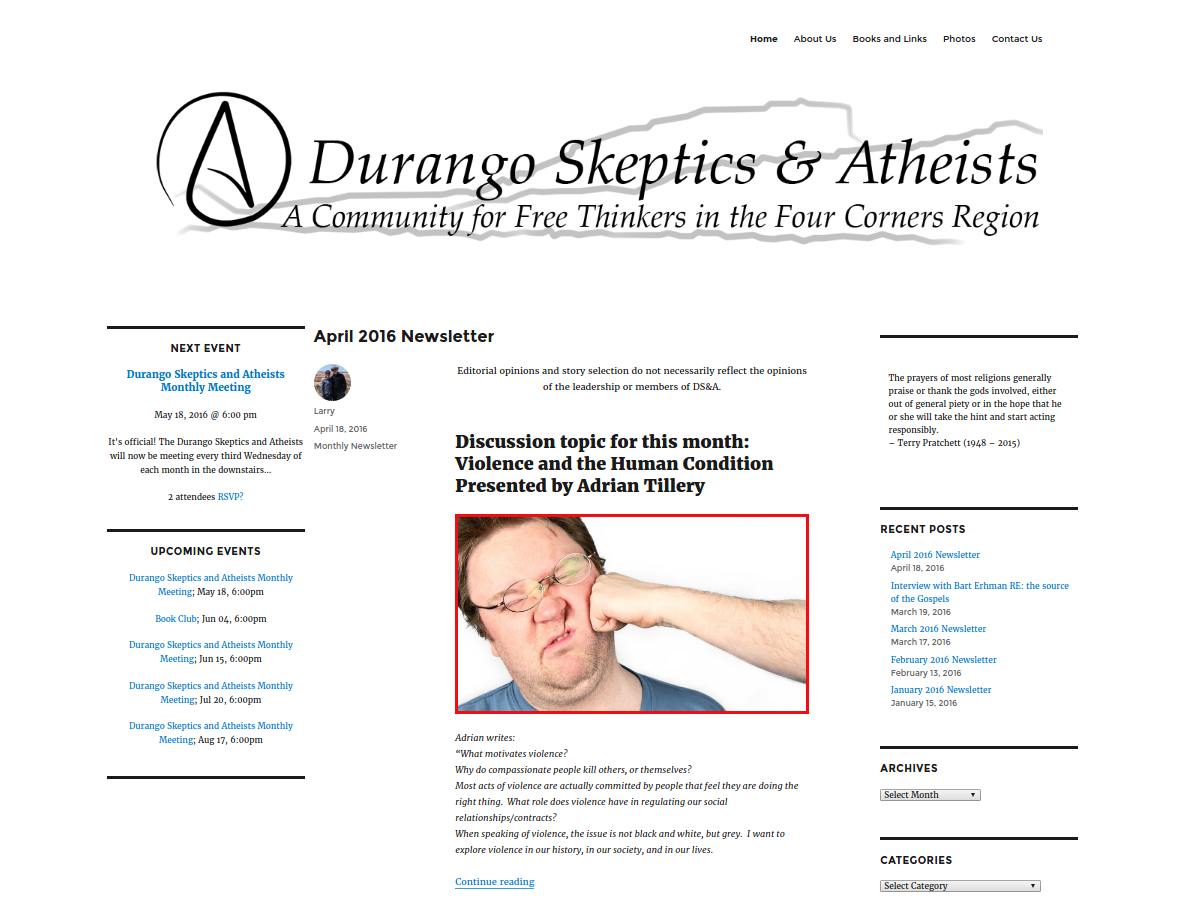 Home About Us Books and Links Photos Contact Us
Durango Skeptics & Atheists
A Community for Free Thinkers in the Four Corners Region
NEXT EVENT
Durango Skeptics and Atheists
Monthly Meeting
May 18, 2016 @ 6:00 pm
It's official! The Durango Skeptics and Atheists
will now be meeting every third Wednesday of
each month in the downstairs...
2 attendees RSVP?
UPCOMING EVENTS
Durango Skeptics and Atheists Monthly
Meeting; May 18, 6:00pm
Book Club; Jun 04, 6:00pm
Durango Skeptics and Atheists Monthly
Meeting; Jun 15, 6:00pm
Durango Skeptics and Atheists Monthly
Meeting; Jul 20, 6:00pm
Durango Skeptics and Atheists Monthly
Meeting; Aug 17, 6:00pm
April 2016 Newsletter
Larry
April 18, 2016
Monthly Newsletter
Editorial opinions and story selection do not necessarily reflect the opinions
of the leadership or members of DS&A.
Discussion topic for this month:
Violence and the Human Condition
Presented by Adrian Tillery
Adrian writes:
“What motivates violence?
Why do compassionate people kill others, or themselves?
Most acts of violence are actually committed by people that feel they are doing the
right thing. What role does violence have in regulating our social
relationships/contracts?
When speaking of violence, the issue is not black and white, but grey. I want to
explore violence in our history, in our society, and in our lives.
Continue reading
The prayers of most religions generally
praise or thank the gods involved, either
out of general piety or in the hope that he
or she will take the hint and start acting
responsibly.
– Terry Pratchett (1948 – 2015)
RECENT POSTS
April 2016 Newsletter
April 18, 2016
Interview with Bart Erhman RE: the source
of the Gospels
March 19, 2016
March 2016 Newsletter
March 17, 2016
February 2016 Newsletter
February 13, 2016
January 2016 Newsletter
January 15, 2016
ARCHIVES
Select Month
CATEGORIES
Select Category